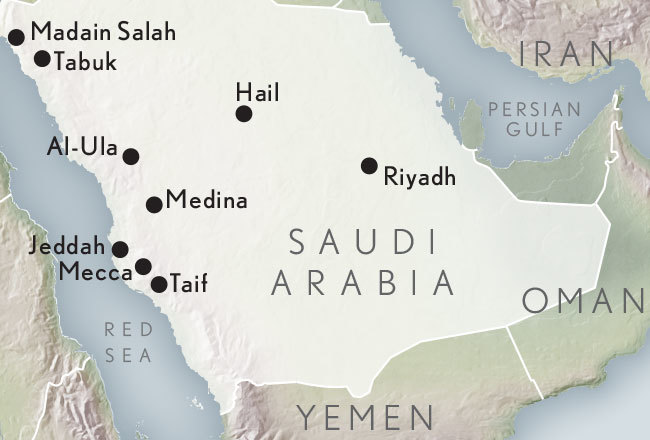 Madain Salah
Tabuk
IRAN
Hail
PERSIAN
GULF
Al-Ula
Riyadh
Medina
Jeddah
Mecca
Taif
SAUDI
ARABIA
OMAN
RED
SEA
YEMEN